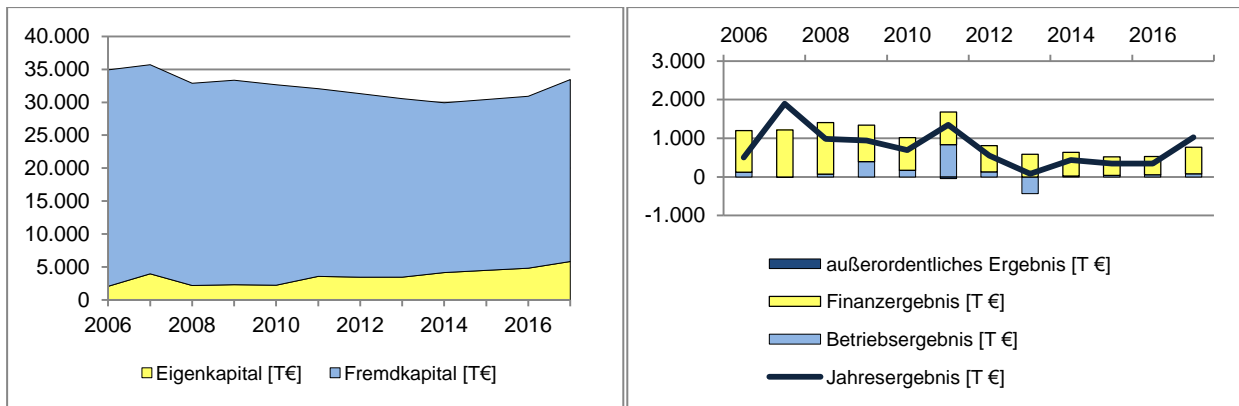 40.000
35.000
30.000
25.000
20.000
15.000
10.000
5.000
0
2006 2008 2010 2012 2014 2016
Eigenkapital [T€] Fremdkapital [T€]
2006 2008 2010 2012 2014 2016
3.000
2.000
1.000
0
-1.000
außerordentliches Ergebnis [T €]
Finanzergebnis [T €]
Betriebsergebnis [T €]
Jahresergebnis [T €]